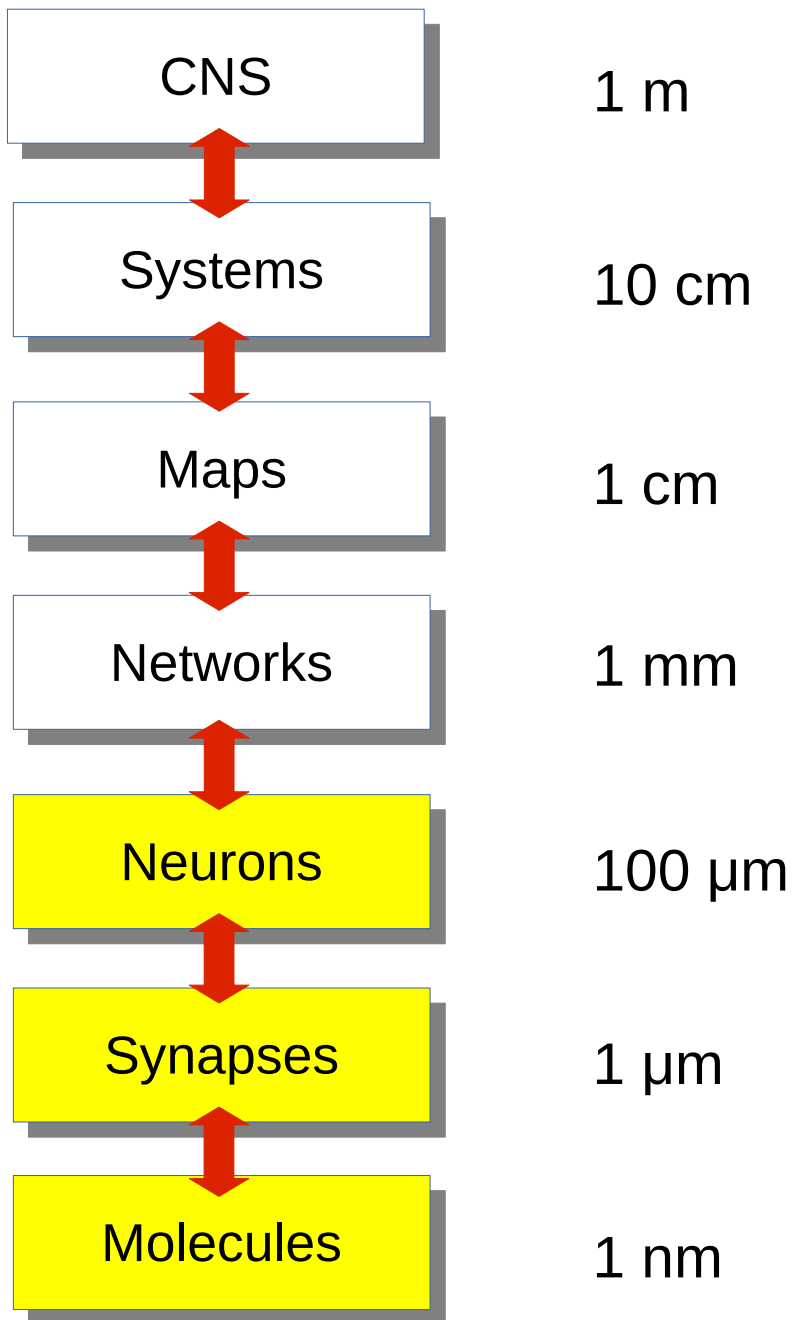 CNS 1 m
Systems 10 cm
Maps 1 cm
Networks 1 mm
Neurons 100 μm
Synapses 1 μm
Molecules 1 nm